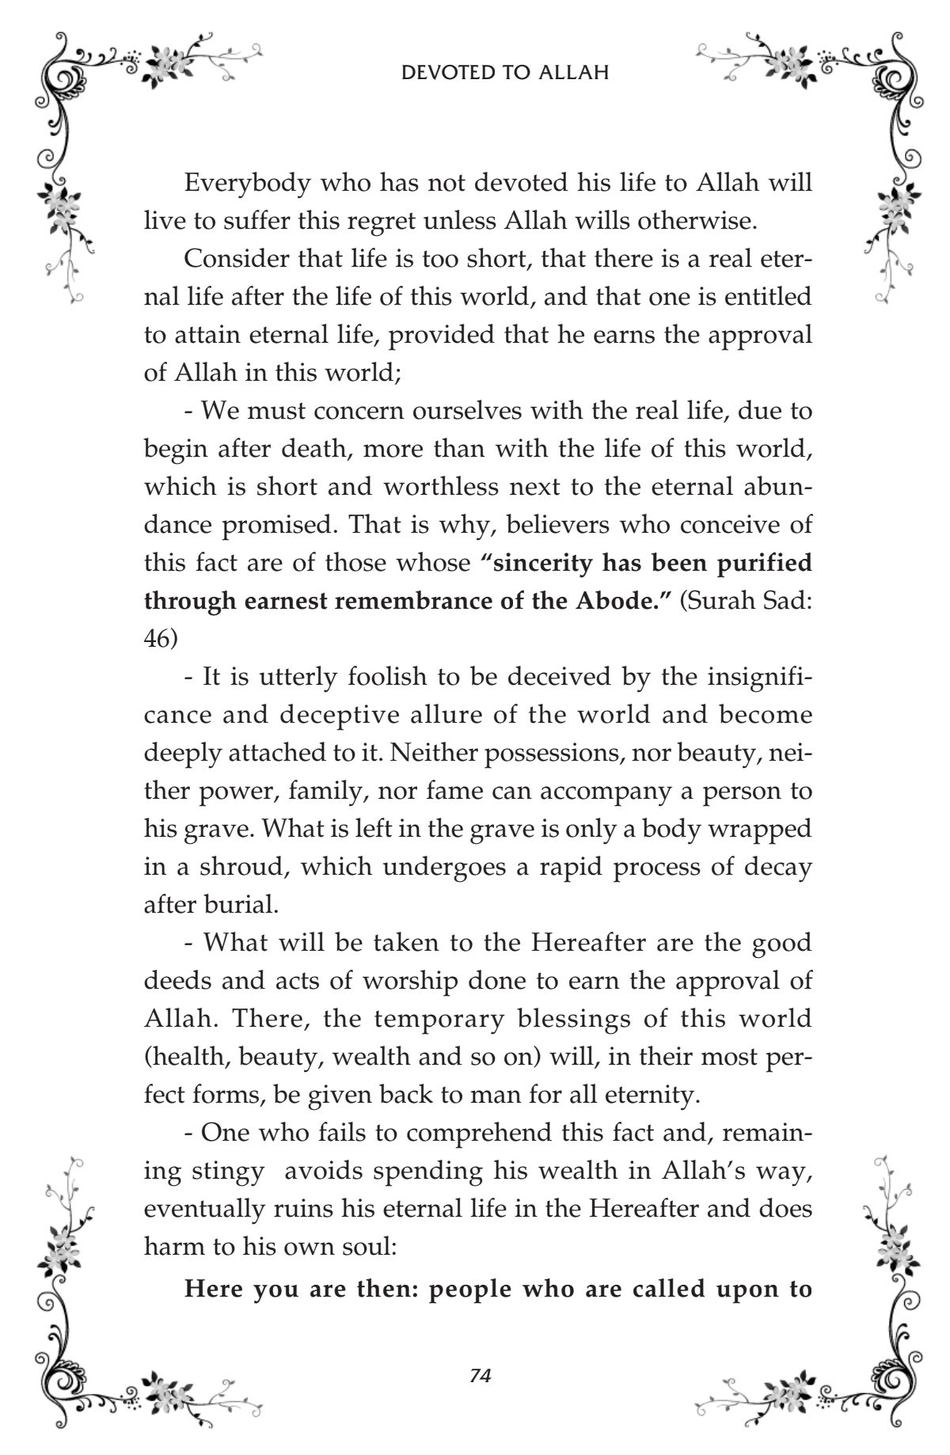 DEVOTED TO ALLAH
Everybody who has not devoted his life to Allah will
live to suffer this regret unless Allah wills otherwise.
Consider that life is too short, that there is a real eter-
nal life after the life of this world, and that one is entitled
to attain eternal life, provided that he earns the approval
of Allah in this world;
- We must concern ourselves with the real life, due to
begin after death, more than with the life of this world,
which is short and worthless next to the eternal abun-
dance promised. That is why, believers who conceive of
this fact are of those whose “sincerity has been purified
through earnest remembrance of the Abode.” (Surah Sad:
46)
- It is utterly foolish to be deceived by the insignifi-
cance and deceptive allure of the world and become
deeply attached to it. Neither possessions, nor beauty, nei-
ther power, family, nor fame can accompany a person to
his grave. What is left in the grave is only a body wrapped
in a shroud, which undergoes a rapid process of decay
after burial.
- What will be taken to the Hereafter are the good
deeds and acts of worship done to earn the approval of
Allah. There, the temporary blessings of this world
(health, beauty, wealth and so on) will, in their most per-
fect forms, be given back to man for all eternity.
- One who fails to comprehend this fact and, remain-
ing stingy  avoids spending his wealth in Allah’s way,
eventually ruins his eternal life in the Hereafter and does
harm to his own soul:
Here you are then: people who are called upon to
74